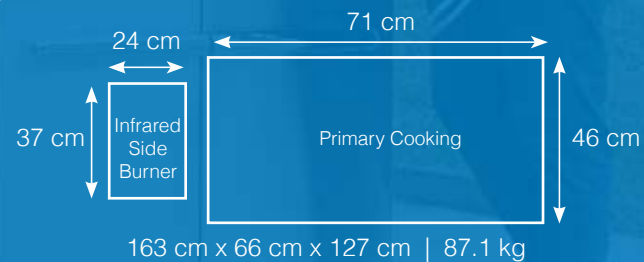 71 cm
24 cm
37 cm
Infrared
Side
Burner
Primary Cooking
46 cm
163 cm x 66 cm x 127 cm | 87.1 kg